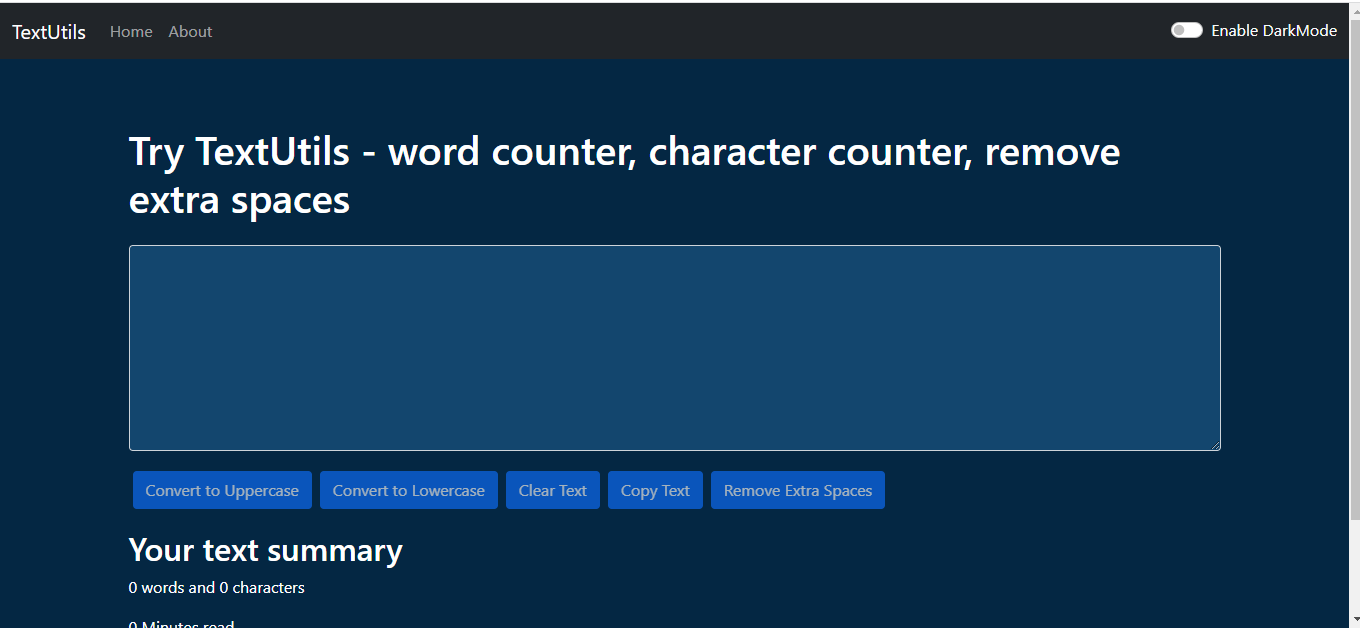 TextUtils Home About Enable DarkMode
Try TextUtils - word counter, character counter, remove
extra spaces
Convert to Uppercase Convert to Lowercase Clear Text Copy Text Remove Extra Spaces
Your text summary
0 words and 0 characters
0 Minutes read